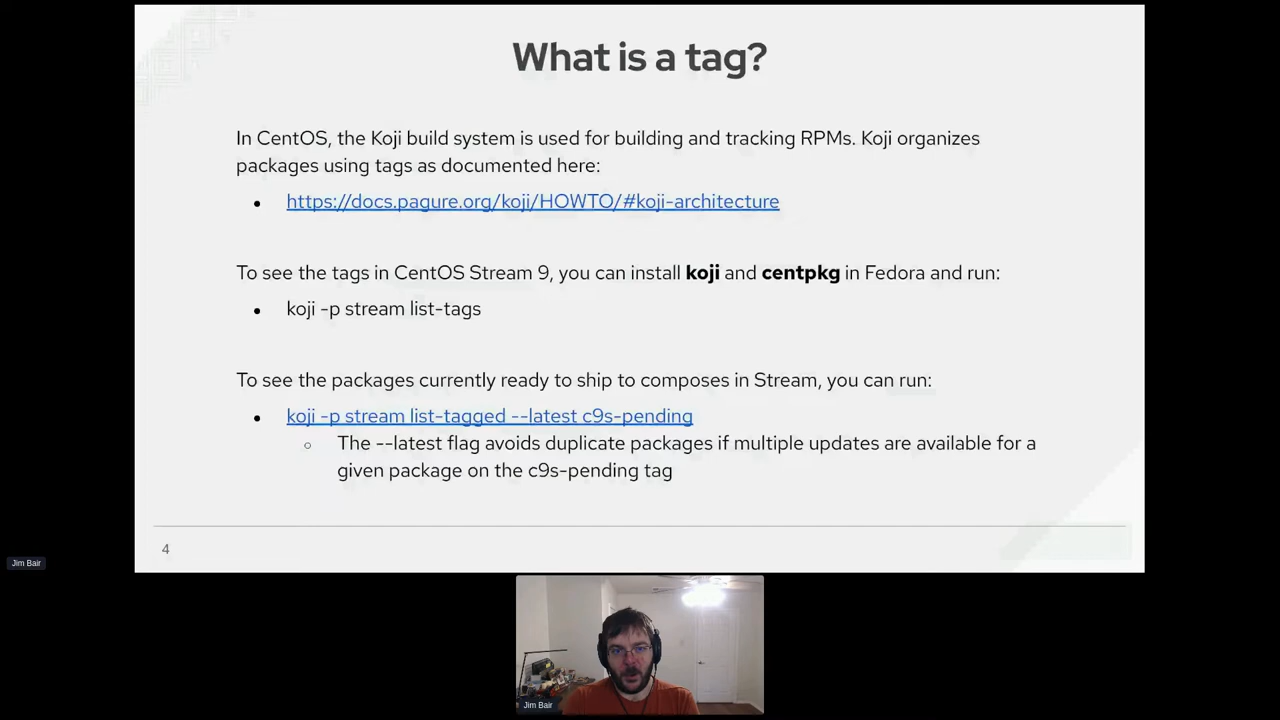 What is a tag?
In CentOS, the Koji build system is used for building and tracking RPMs. Koji organizes
packages using tags as documented here:
● https://docs.pagure.org/koji/HOWTO/#koji-architecture
To see the tags in CentOS Stream 9, you can install koji and centpkg in Fedora and run:
● koji -p stream list-tags
To see the packages currently ready to ship to composes in Stream, you can run:
● koji -p stream list-tagged --latest c9s-pending
○ The --latest flag avoids duplicate packages if multiple updates are available for a
given package on the c9s-pending tag
4
Jim Bair
Jim Bair